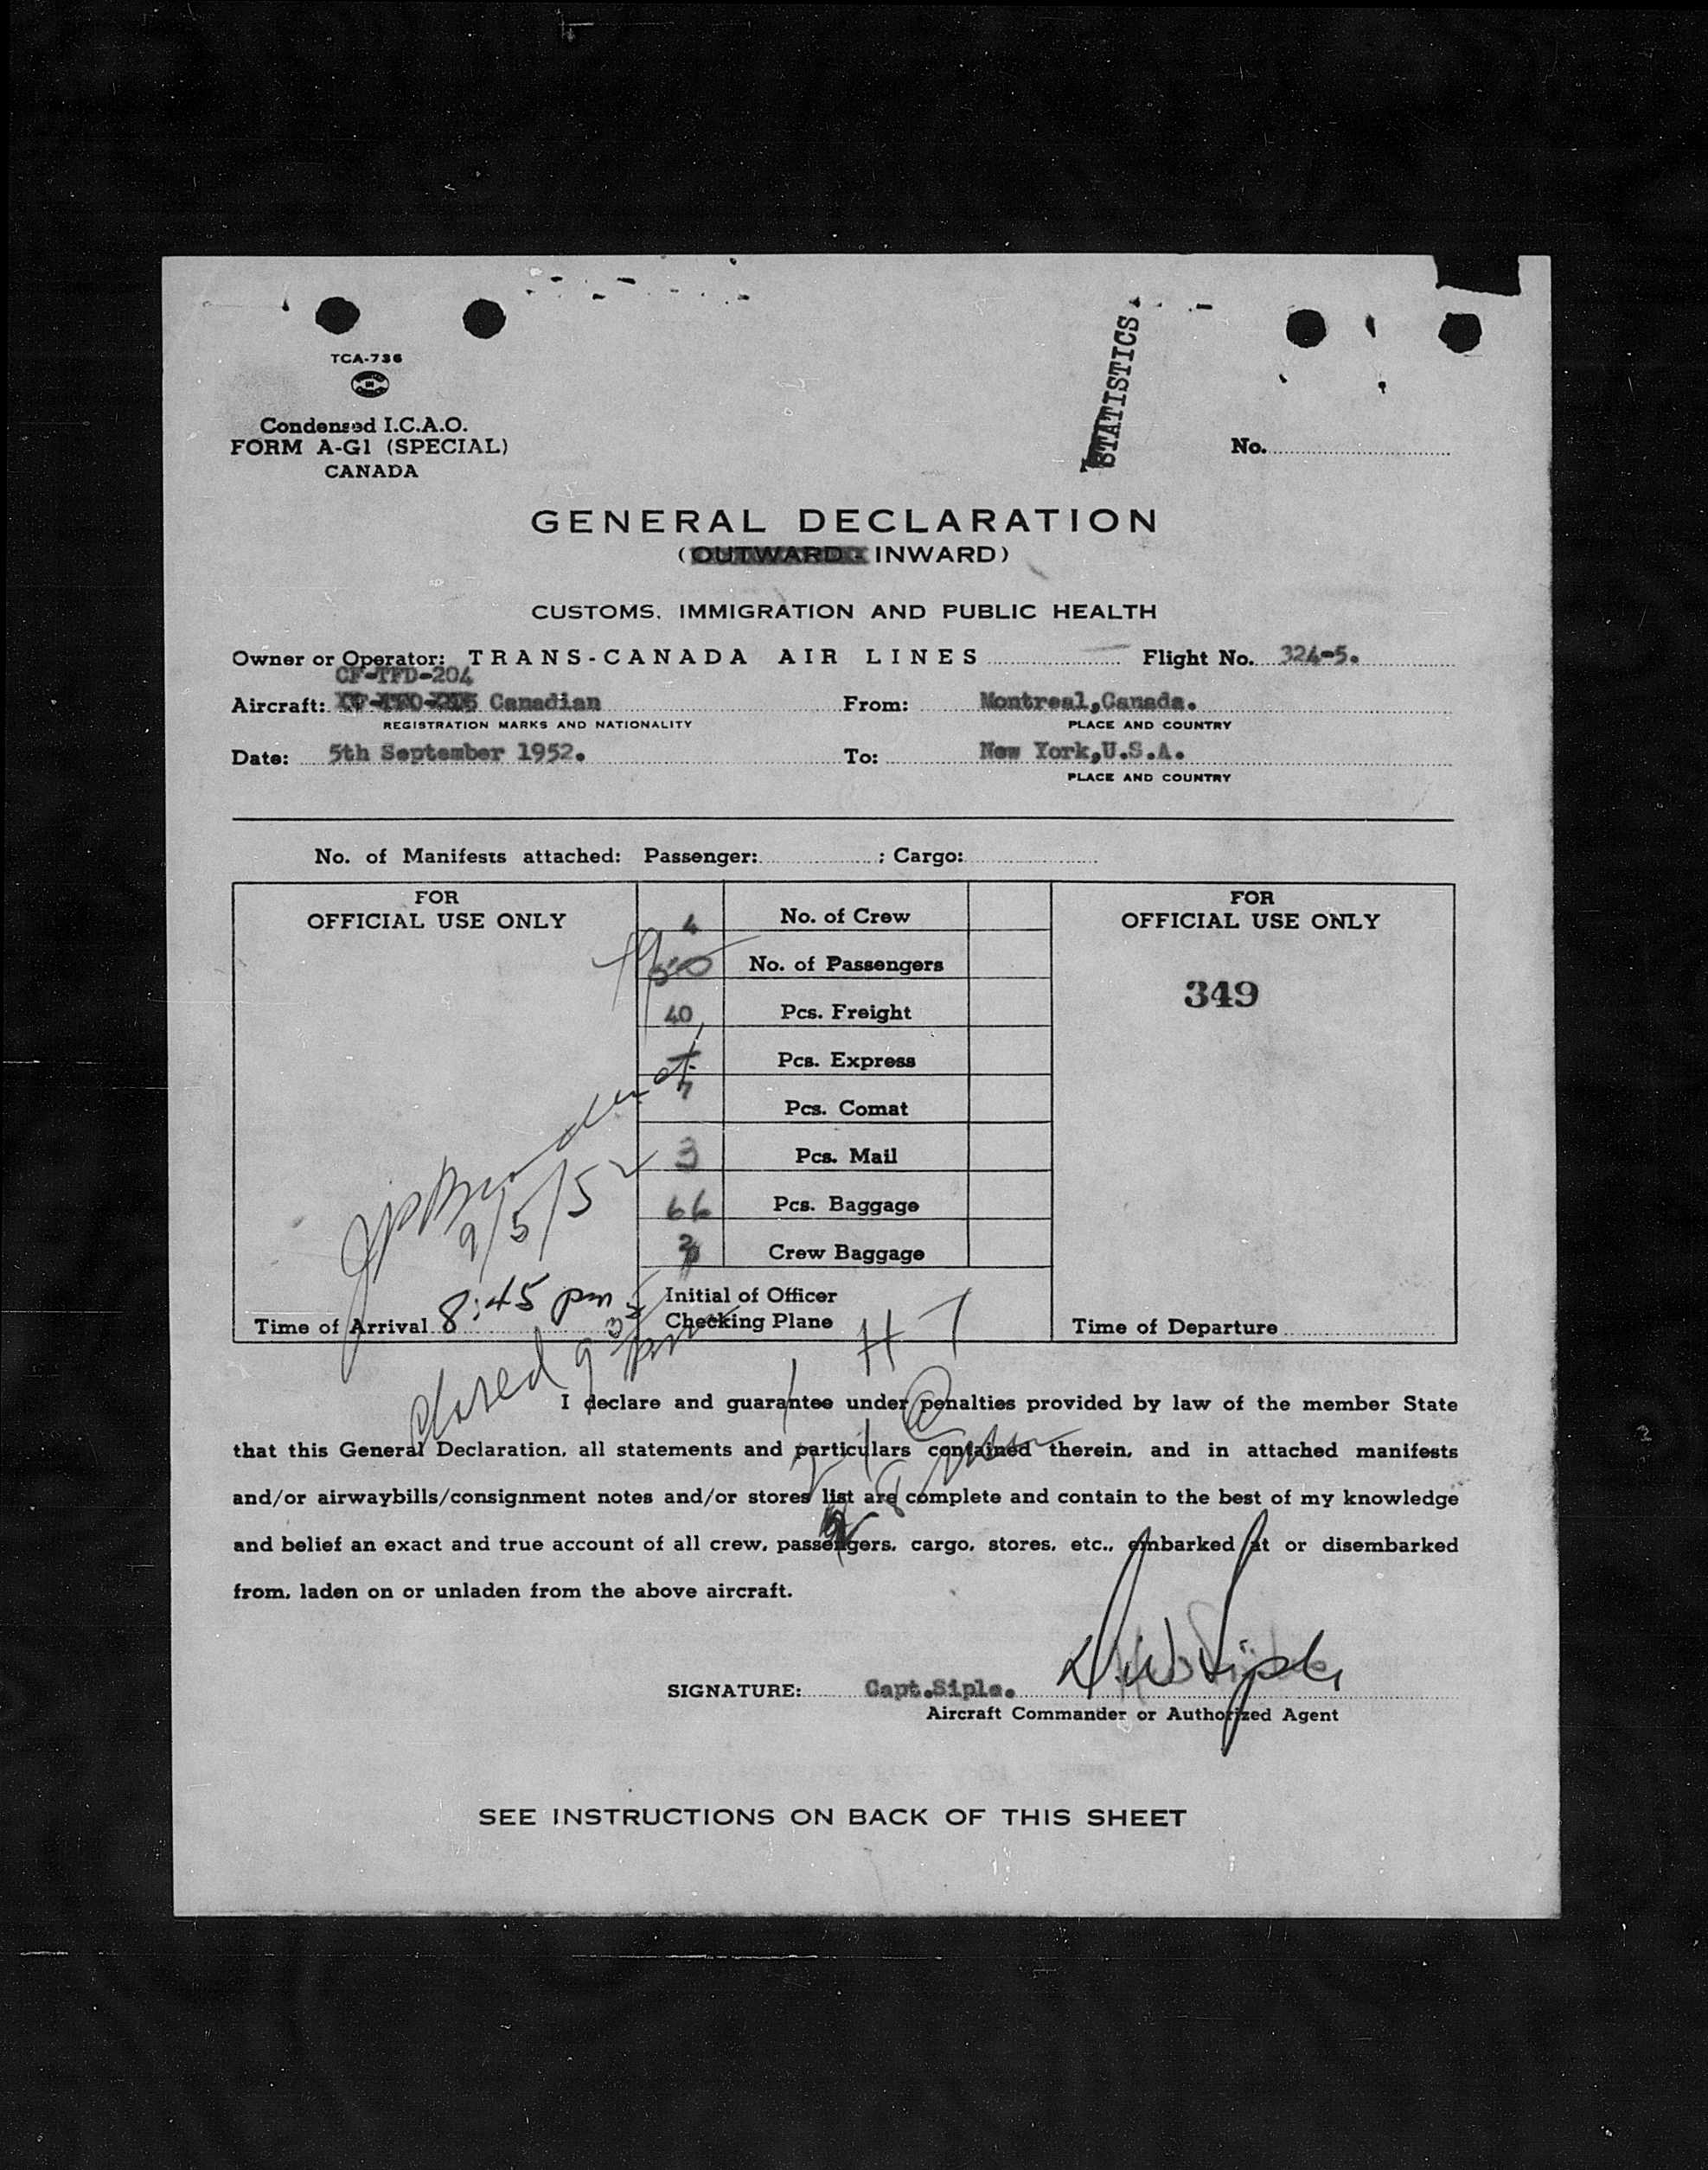 TCA-736
Condensed I.C.A.O.
FORM A-G1 (SPECIAL)
CANADA
STATISTICS
No.
GENERAL DECLARATION
(OUTWARD - INWARD)
CUSTOMS, IMMIGRATION AND PUBLIC HEALTH
Owner or Operator: TRANS-CANADA AIR LINES Flight No. 324-5.
CF-TFD-204
Aircraft: Canadian From: Montreal,Canada.
REGISTRATION MARKS AND NATIONALITY PLACE AND COUNTRY
Date: 5th September 1952. To: New York,U.S.A.
PLACE AND COUNTRY
No. of Manifests attached: Passenger: ; Cargo:
FOR
OFFICIAL USE ONLY
4 No. of Crew
50 No. of Passengers
40 Pcs. Freight
Pcs. Express
7 Pcs. Comat
3 Pcs. Mail
66 Pcs. Baggage
Crew Baggage
9/5/52
Time of Arrival 8:45 pm
Initial of Officer
Checking Plane
FOR
OFFICIAL USE ONLY
349
Time of Departure
# 7
I declare and guarantee under penalties provided by law of the member State
that this General Declaration, all statements and particulars contained therein, and in attached manifests
and/or airwaybills/consignment notes and/or stores list are complete and contain to the best of my knowledge
and belief an exact and true account of all crew, passengers, cargo, stores, etc., embarked at or disembarked
from, laden on or unladen from the above aircraft.
SIGNATURE: Capt.Siple.
Aircraft Commander or Authorized Agent
SEE INSTRUCTIONS ON BACK OF THIS SHEET